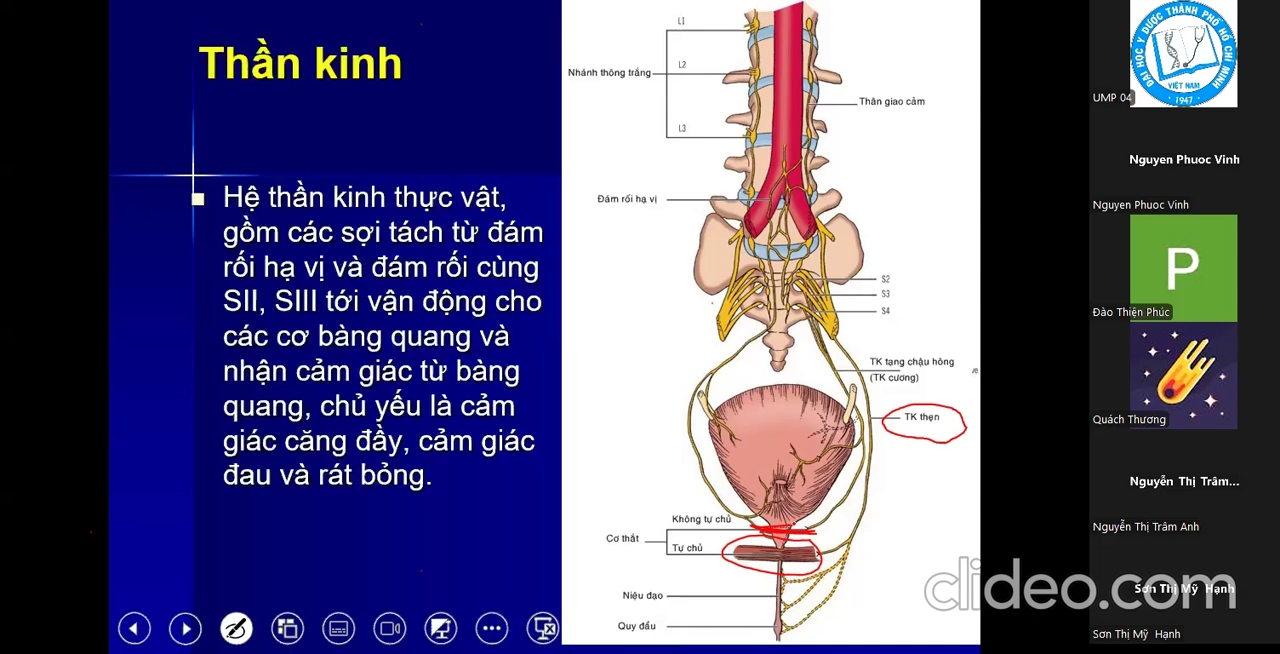 Thần kinh
Hệ thần kinh thực vật,
gồm các sợi tách từ đám
rối hạ vị và đám rối cùng
SII, SIII tới vận động cho
các cơ bàng quang và
nhận cảm giác từ bàng
quang, chủ yếu là cảm
giác căng đầy, cảm giác
đau và rát bỏng.
L1
L2
Nhánh thông trắng
L3
Thân giao cảm
Đám rối hạ vị
S2
S3
S4
TK tạng chậu hông
(TK cương)
TK thẹn
Không tự chủ
Cơ thắt
Tự chủ
Niệu đạo
Quy đầu
ĐẠI HỌC Y DƯỢC THÀNH PHỐ HỒ CHÍ MINH
VIỆT NAM
1947
UMP 04
Nguyen Phuoc Vinh
Nguyen Phuoc Vinh
P
Đào Thiện Phúc
Quách Thương
Nguyễn Thị Trâm...
Nguyễn Thị Trâm Anh
clideo.com
Sơn Thị Mỹ Hạnh
Sơn Thị Mỹ Hạnh